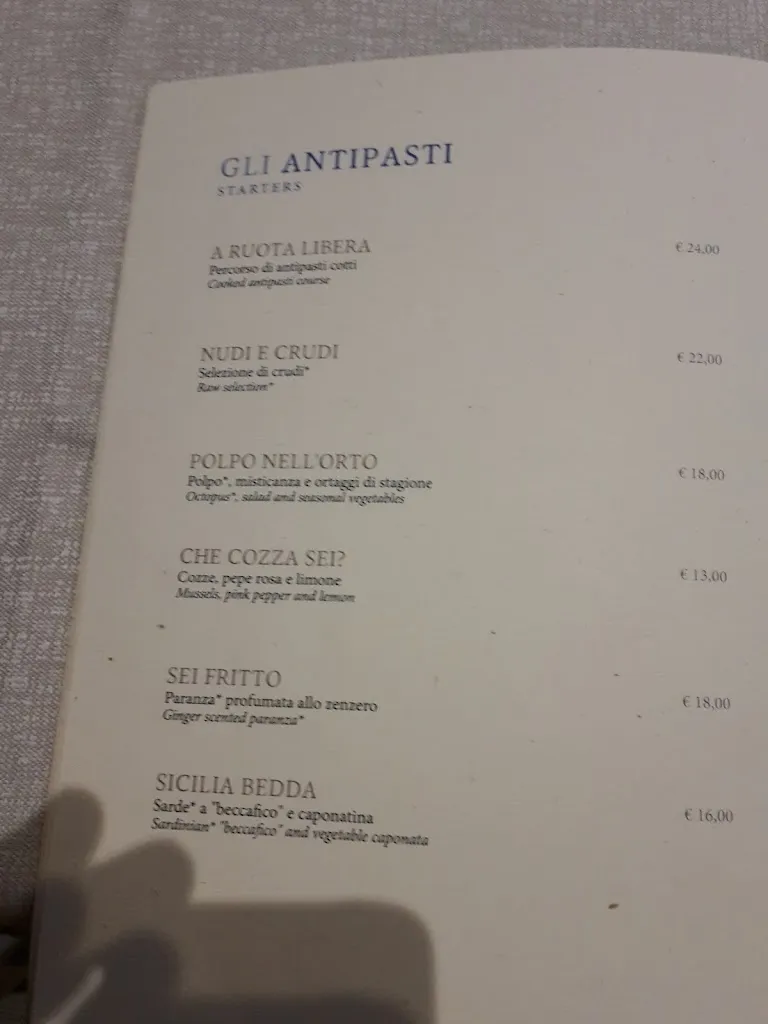 GLI ANTIPASTI
STARTERS
A RUOTA LIBERA € 24,00
Percorso di antipasti cotti
Cooked antipasti course
NUDI E CRUDI € 22,00
Selezione di crudi*
Raw selection*
POLPO NELL'ORTO € 18,00
Polpo*, misticanza e ortaggi di stagione
Octopus*, salad and seasonal vegetables
CHE COZZA SEI? € 13,00
Cozze, pepe rosa e limone
Mussels, pink pepper and lemon
SEI FRITTO € 18,00
Paranza* profumata allo zenzero
Ginger scented paranza*
SICILIA BEDDA € 16,00
Sarde* a "beccafico" e caponatina
Sardinian* "beccafico" and vegetable caponata